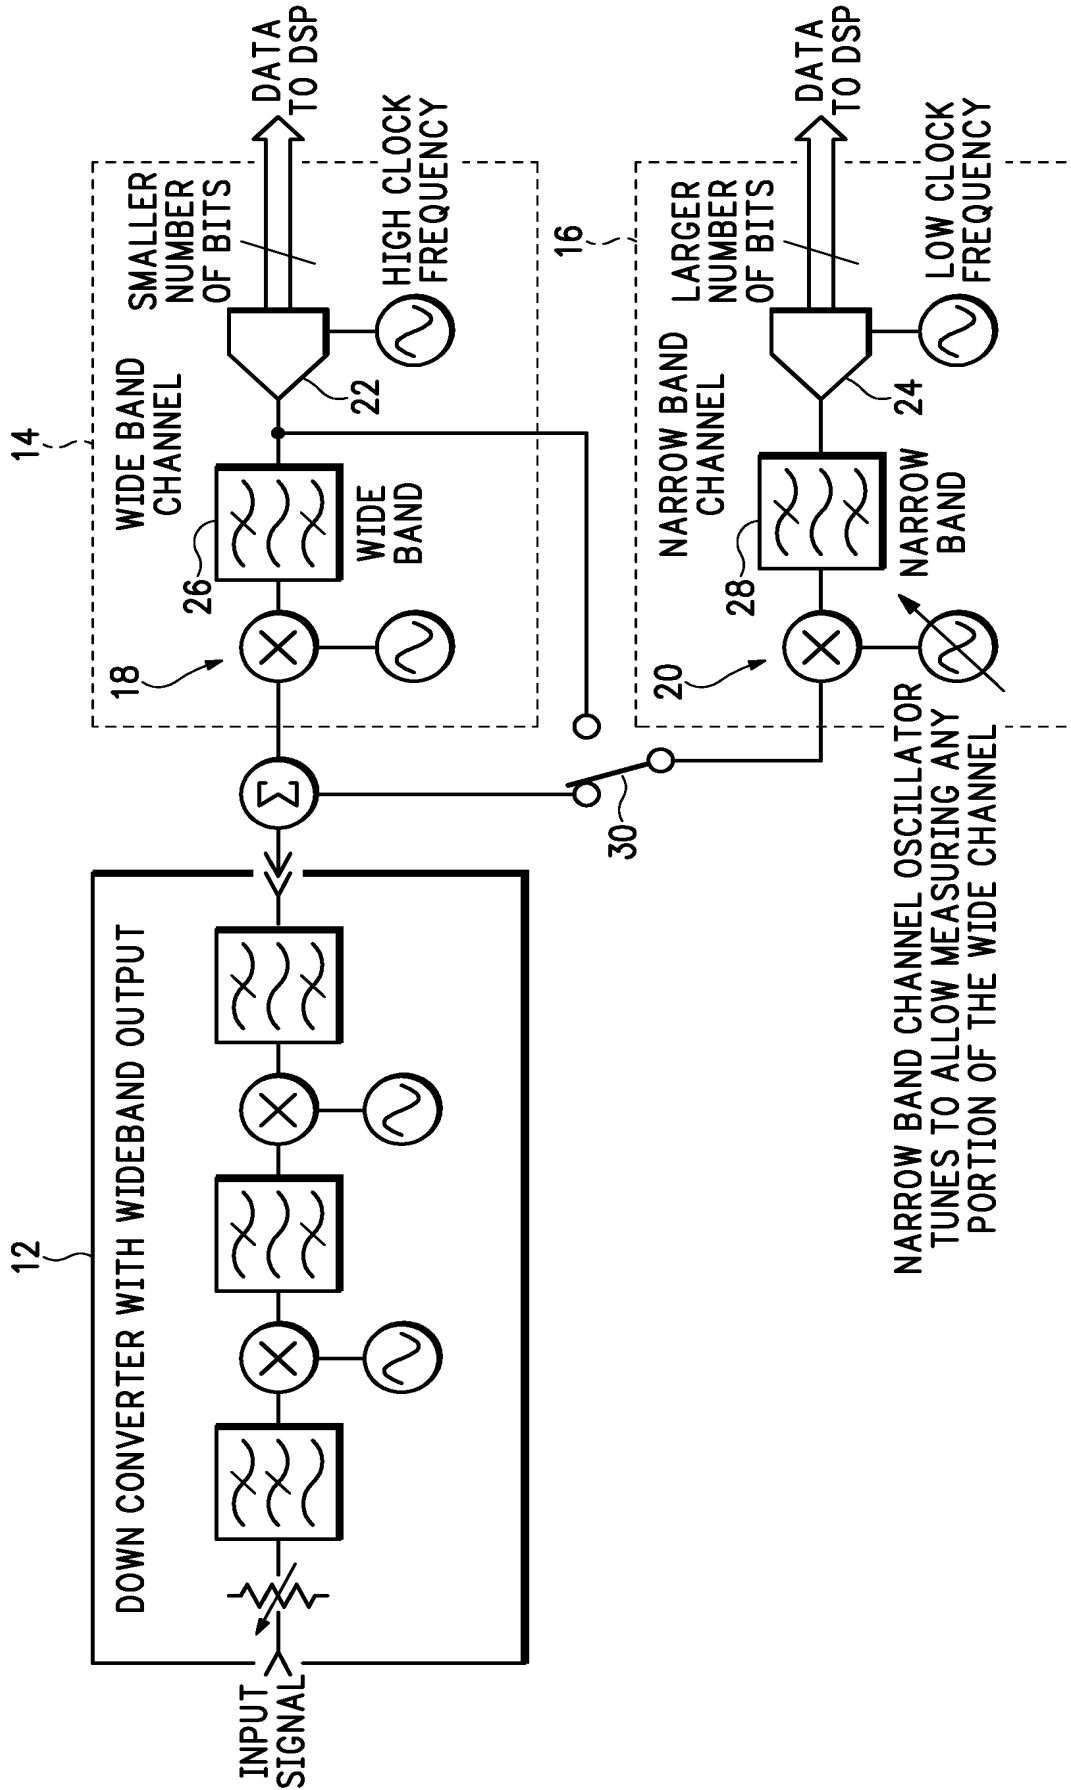 12
DOWN CONVERTER WITH WIDEBAND OUTPUT
INPUT
SIGNAL
Σ
14
WIDE BAND
CHANNEL
18
26
WIDE
BAND
22
SMALLER
NUMBER
OF BITS
HIGH CLOCK
FREQUENCY
DATA
TO DSP
30
16
NARROW BAND
CHANNEL
20
28
NARROW
BAND
24
LARGER
NUMBER
OF BITS
LOW CLOCK
FREQUENCY
DATA
TO DSP
NARROW BAND CHANNEL OSCILLATOR
TUNES TO ALLOW MEASURING ANY
PORTION OF THE WIDE CHANNEL